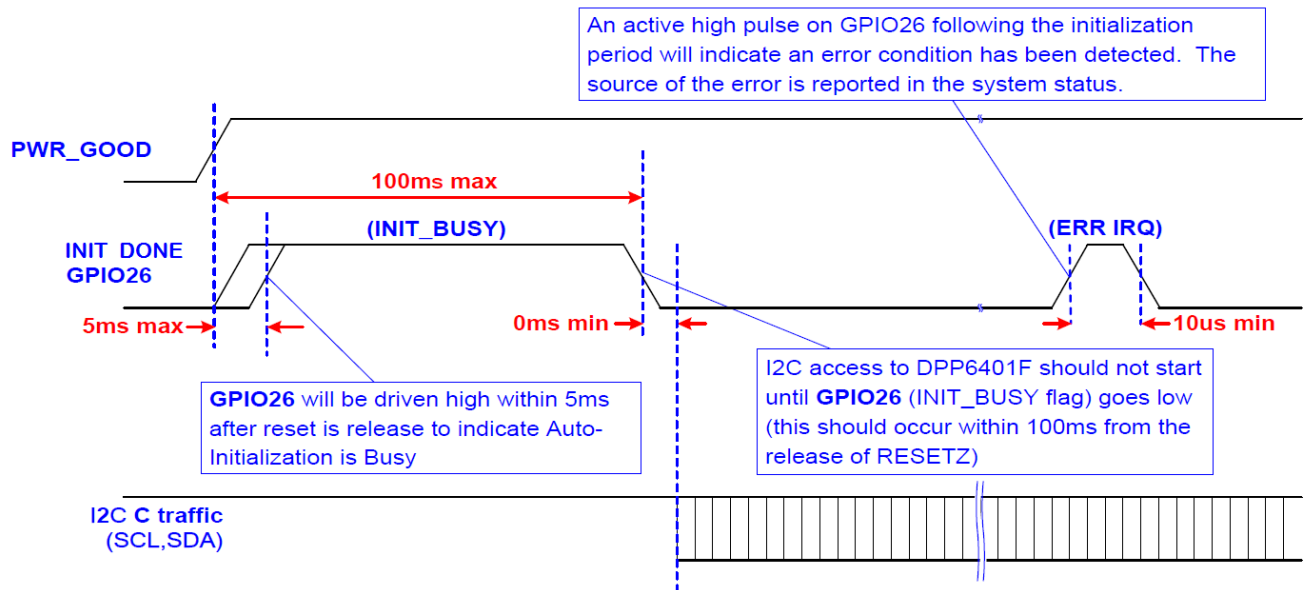 An active high pulse on GPIO26 following the initialization
period will indicate an error condition has been detected. The
source of the error is reported in the system status.
PWR_GOOD
100ms max
(INIT_BUSY)
(ERR IRQ)
INIT DONE
GPIO26
5ms max
0ms min
10us min
GPIO26 will be driven high within 5ms
after reset is release to indicate Auto-
Initialization is Busy
I2C access to DPP6401F should not start
until GPIO26 (INIT_BUSY flag) goes low
(this should occur within 100ms from the
release of RESETZ)
I2C C traffic
(SCL,SDA)